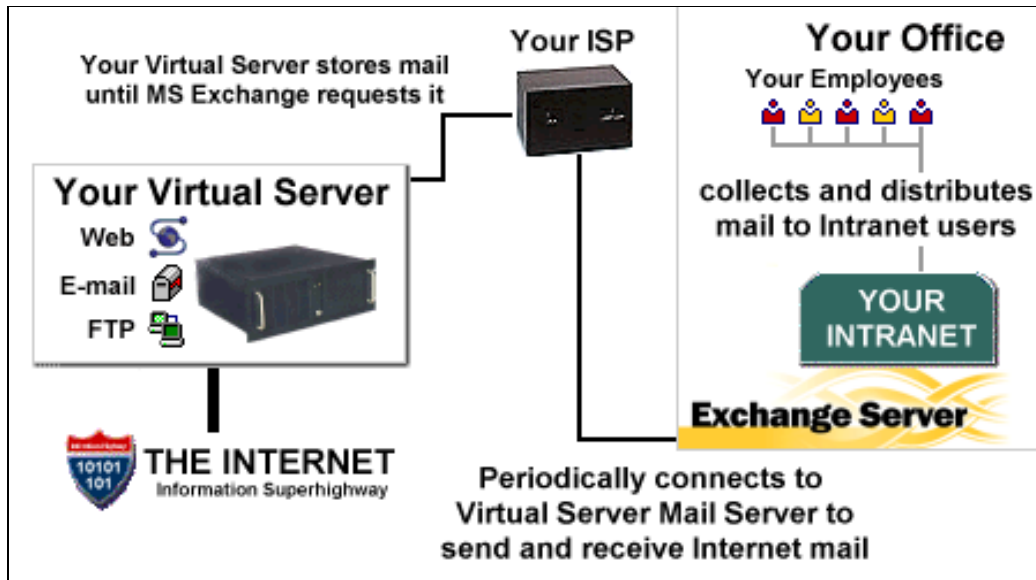 Your Virtual Server stores mail
until MS Exchange requests it
Your ISP
Your Office
Your Employees
collects and distributes
mail to Intranet users
YOUR
INTRANET
Exchange Server
Your Virtual Server
Web
E-mail
FTP
10101
101
THE INTERNET
Information Superhighway
Periodically connects to
Virtual Server Mail Server to
send and receive Internet mail